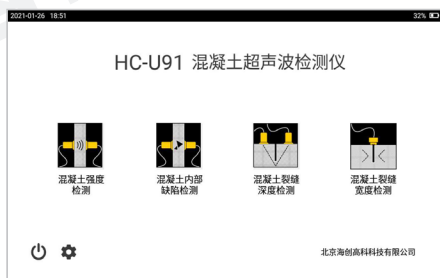 2021-01-26 18:51
32%
HC-U91 混凝土超声波检测仪
混凝土强度
检测
混凝土内部
缺陷检测
混凝土裂缝
深度检测
混凝土裂缝
宽度检测
北京海创高科科技有限公司